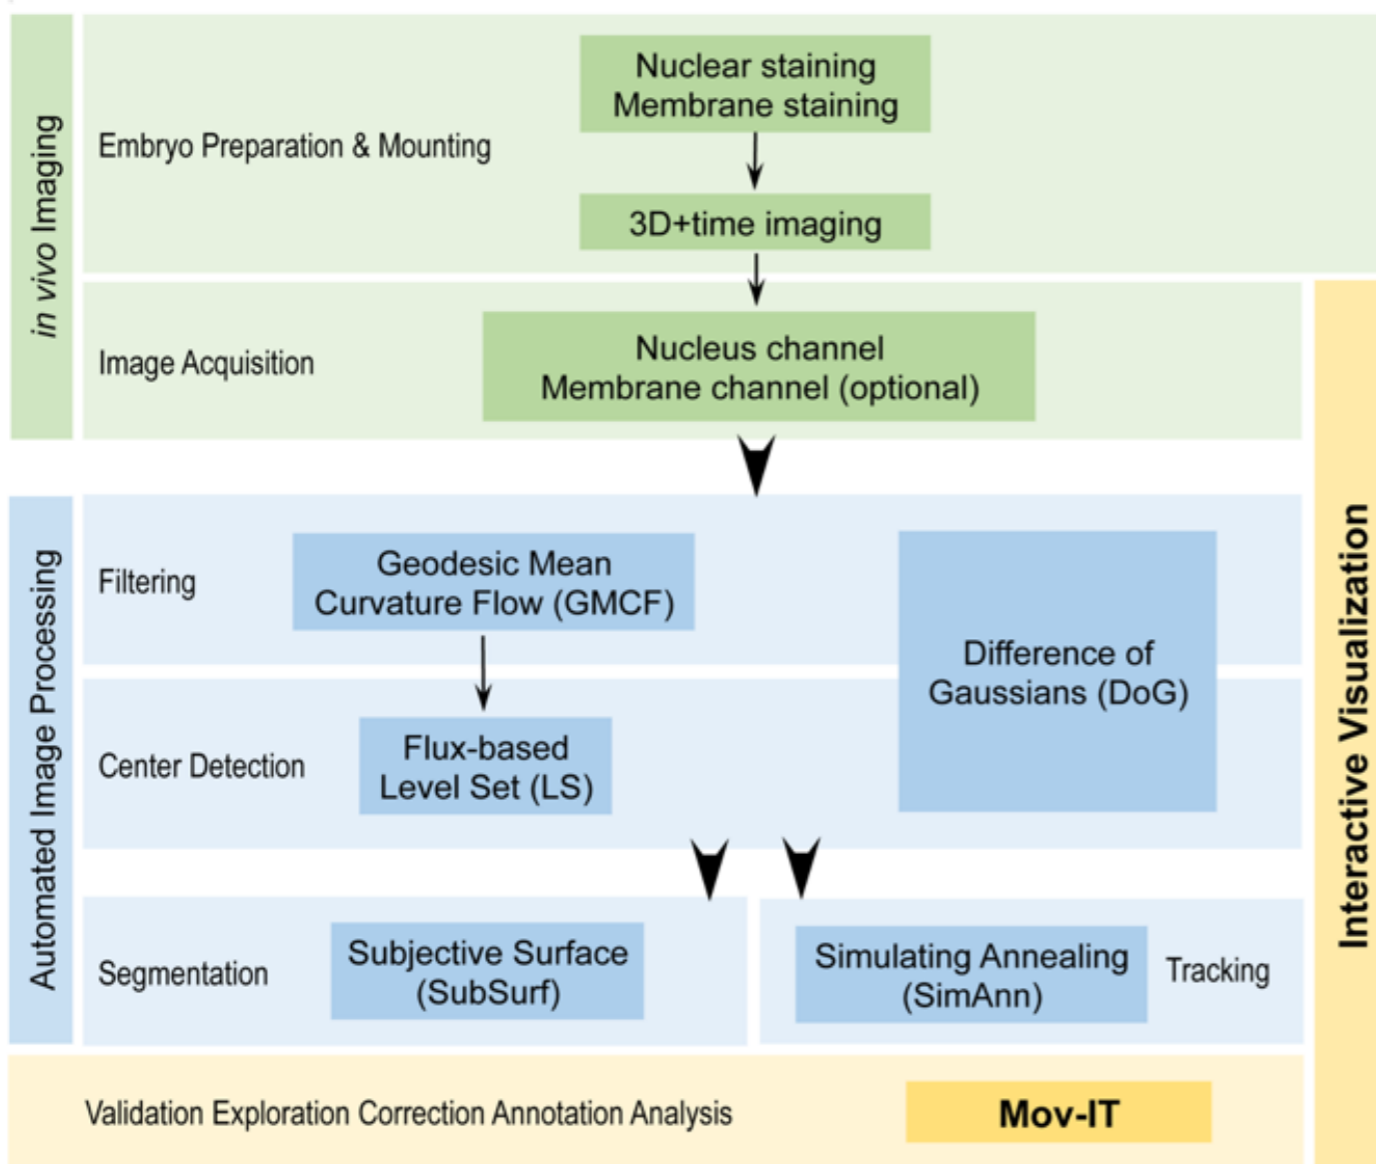 in vivo Imaging
Embryo Preparation & Mounting
Nuclear staining
Membrane staining
3D+time imaging
Image Acquisition
Nucleus channel
Membrane channel (optional)
Automated Image Processing
Filtering
Geodesic Mean
Curvature Flow (GMCF)
Difference of
Gaussians (DoG)
Center Detection
Flux-based
Level Set (LS)
Segmentation
Subjective Surface
(SubSurf)
Simulating Annealing
(SimAnn)
Tracking
Interactive Visualization
Validation Exploration Correction Annotation Analysis
Mov-IT